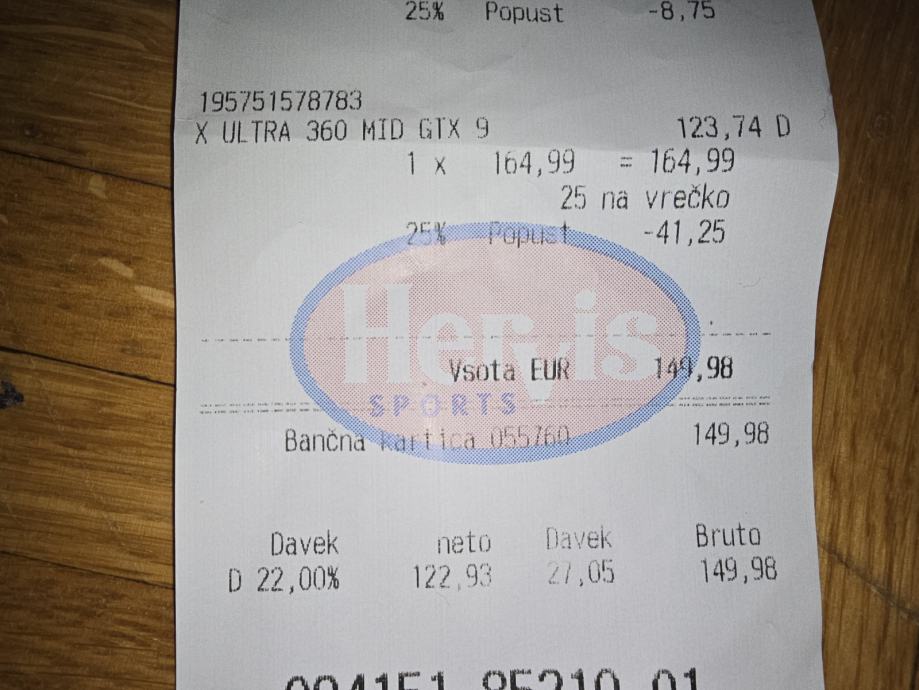 25% Popust -8,75
195751578783
X ULTRA 360 MID GTX 9 123,74 D
1 x 164,99 = 164,99
25 na vrečko
25% Popust -41,25
Hervis
SPORTS
Vsota EUR 149,98
Bančna kartica 055760 149,98
Davek neto Davek Bruto
D 22,00% 122,93 27,05 149,98